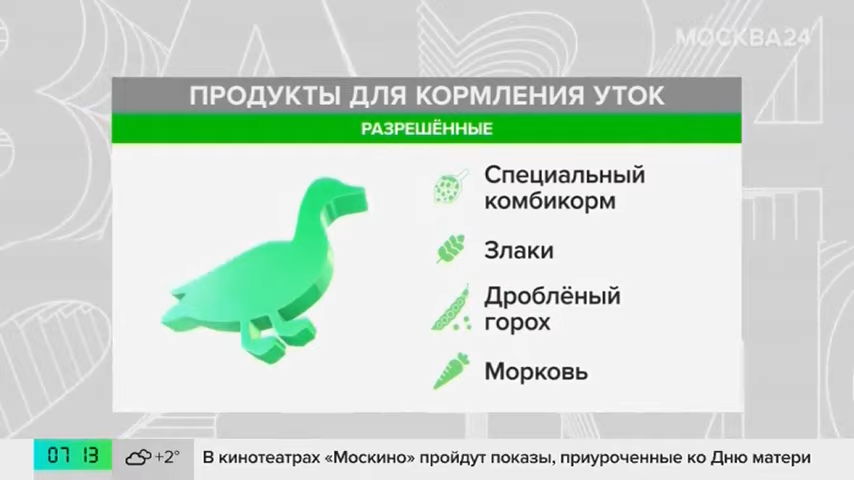 МОСКВА24
ПРОДУКТЫ ДЛЯ КОРМЛЕНИЯ УТОК
РАЗРЕШЁННЫЕ
Специальный
комбикорм
Злаки
Дроблёный
горох
Морковь
07 13 +2° В кинотеатрах «Москино» пройдут показы, приуроченные ко Дню матери